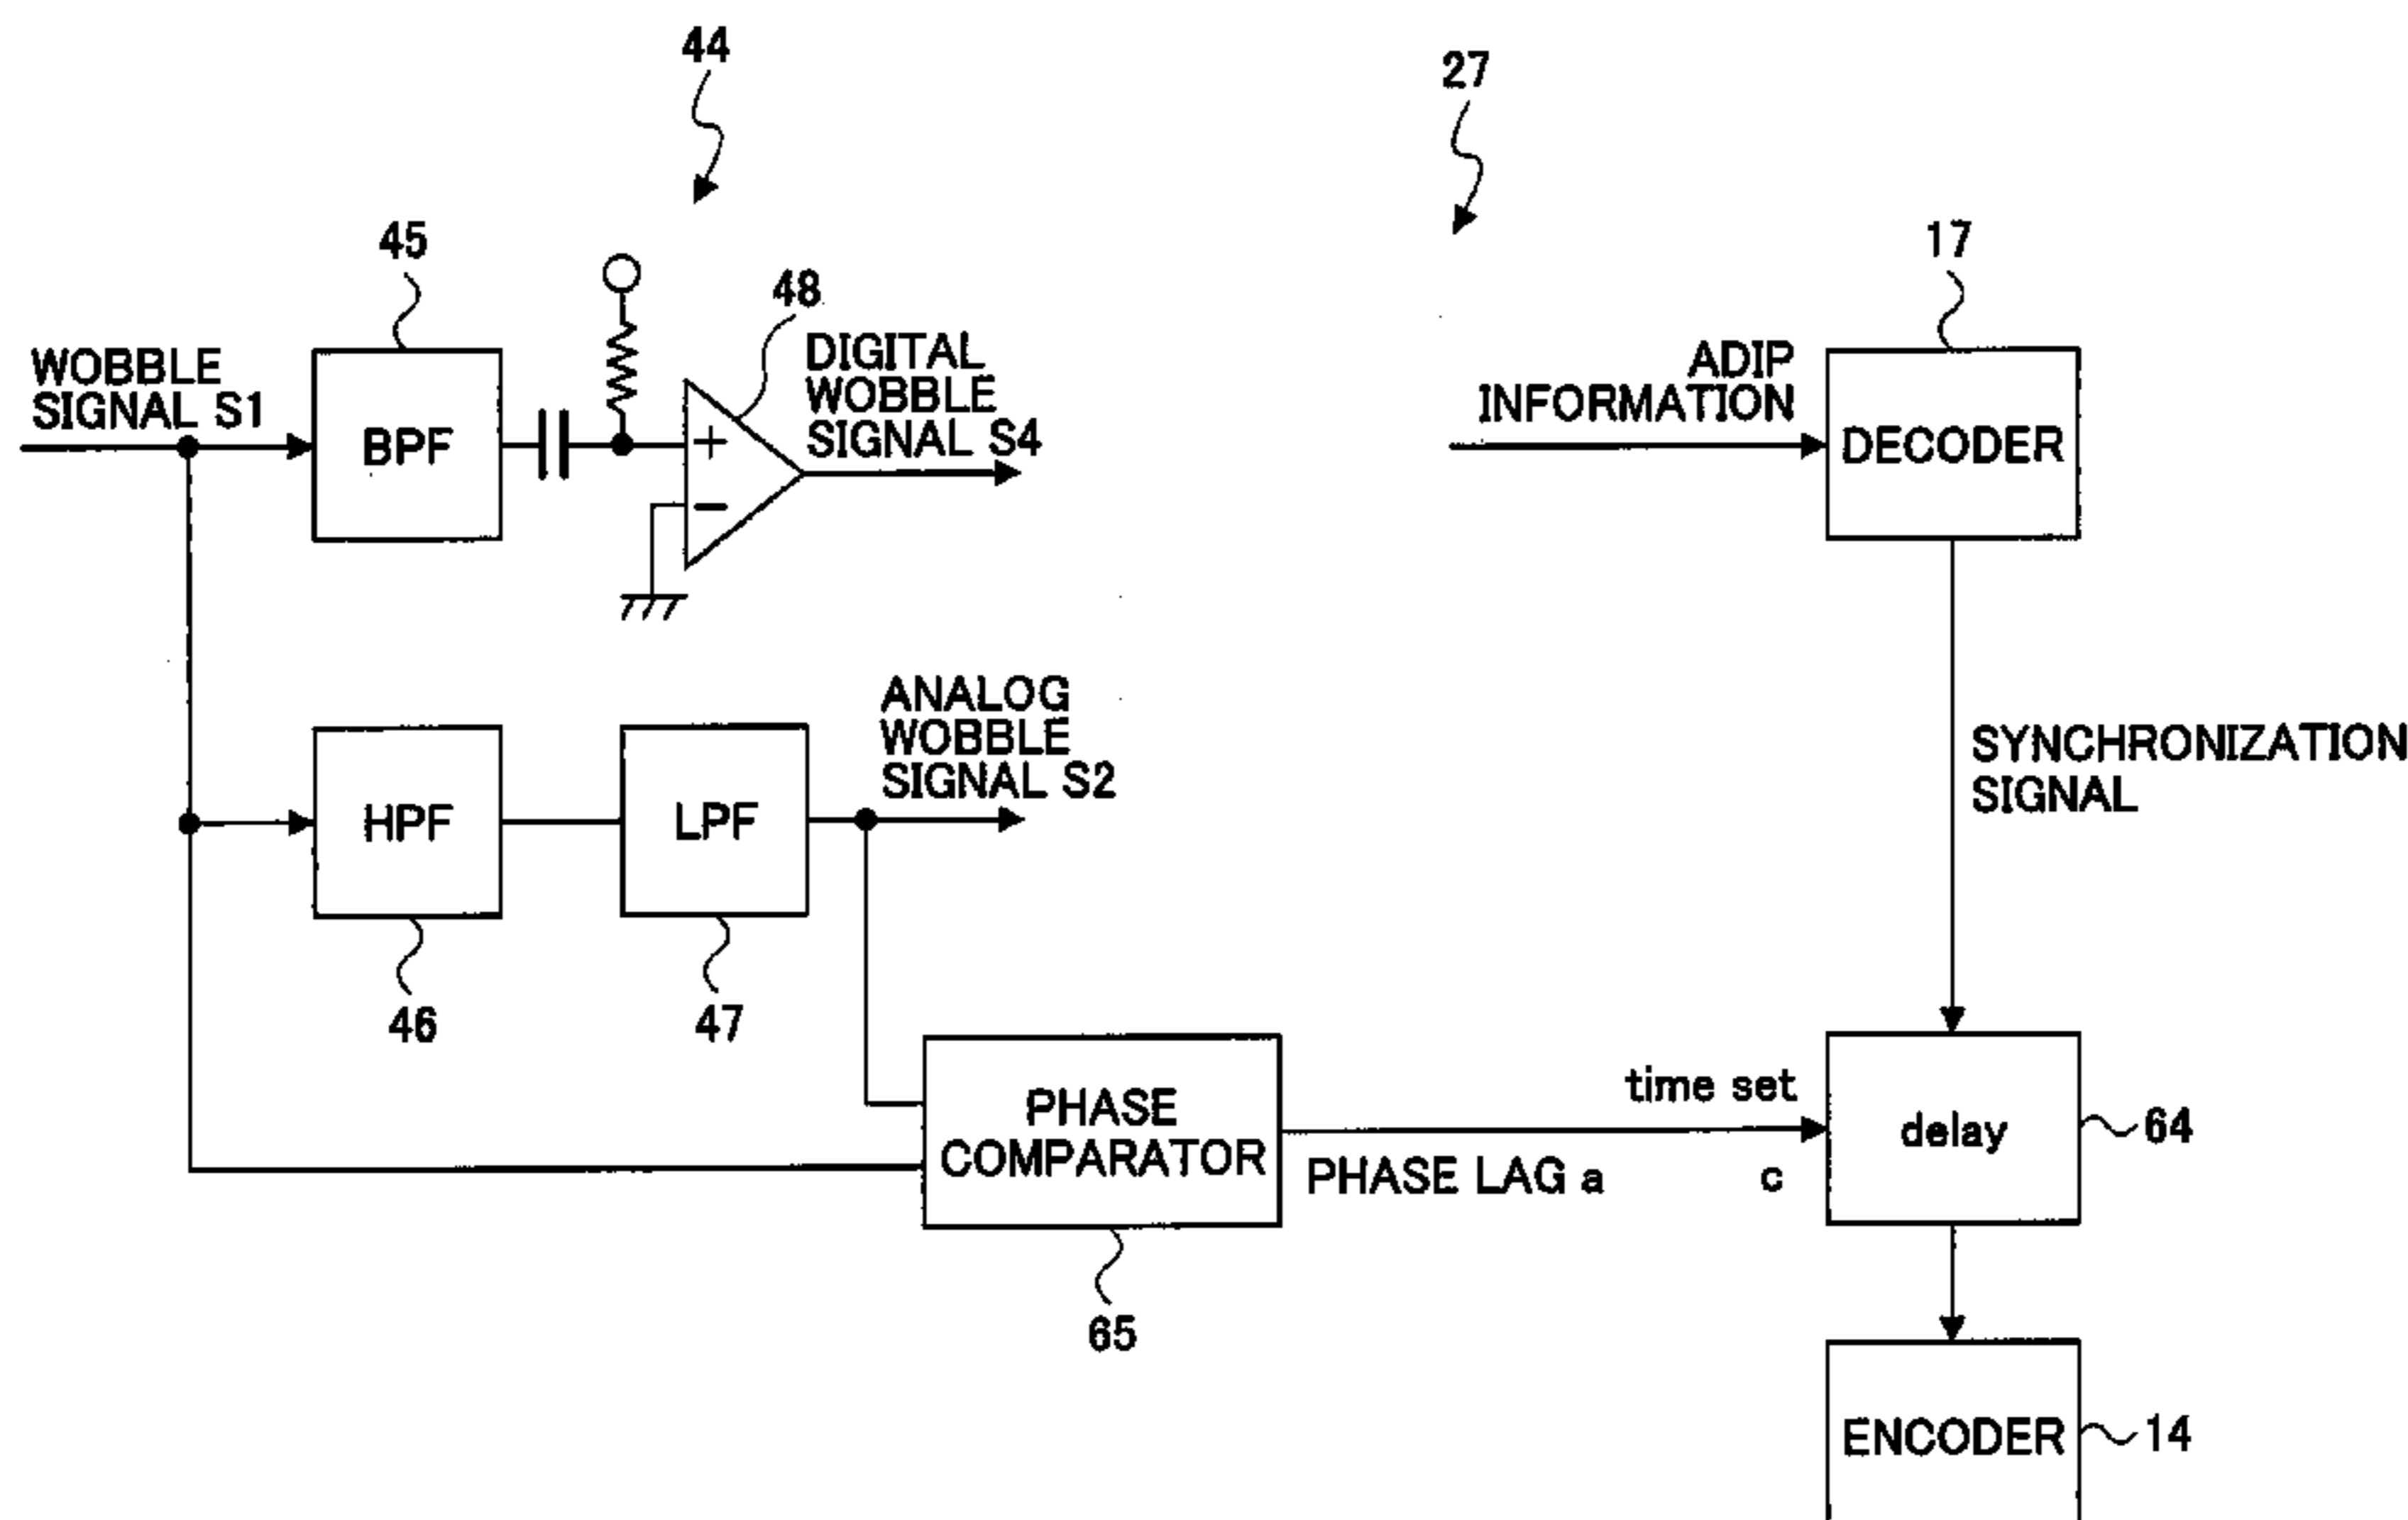 44
27
45
17
48
WOBBLE
SIGNAL S1
BPF
+
−
DIGITAL
WOBBLE
SIGNAL S4
ADIP
INFORMATION
DECODER
ANALOG
WOBBLE
SIGNAL S2
HPF
LPF
46
47
SYNCHRONIZATION
SIGNAL
PHASE
COMPARATOR
65
time set
PHASE LAG a
c
delay
64
ENCODER
14